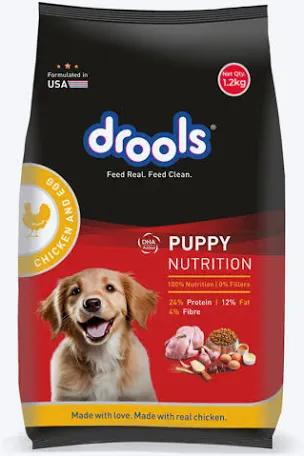 Formulated in
USA
Net Qty.
1.2kg
drools®
Feed Real. Feed Clean.
CHICKEN AND EGG
DHA
Added
PUPPY
NUTRITION
100% Nutrition | 0% Fillers
24% Protein | 12% Fat
4% Fibre
Made with love. Made with real chicken.